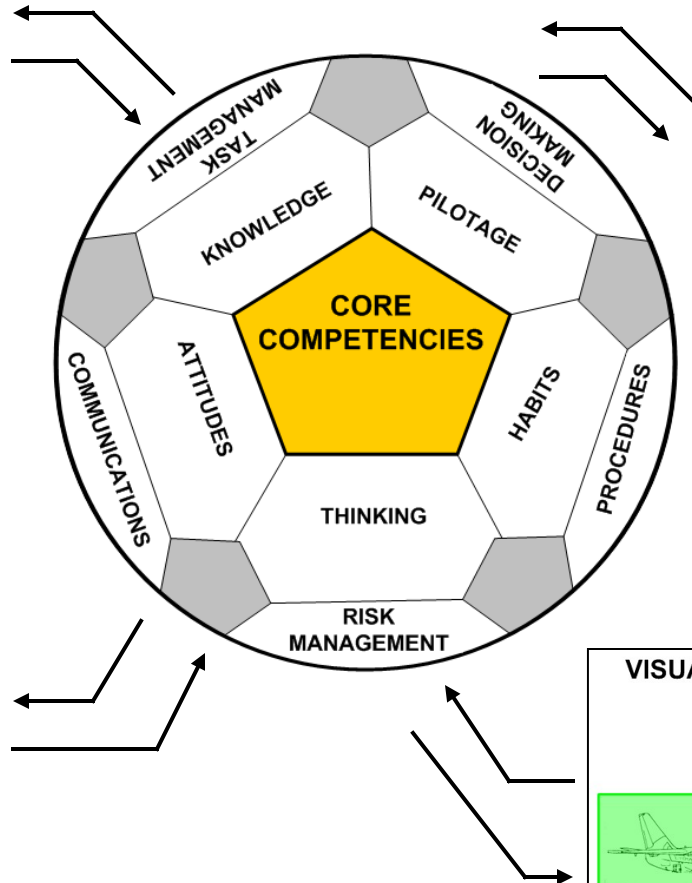 TASK
MANAGEMENT
DECISION
MAKING
KNOWLEDGE
PILOTAGE
CORE
COMPETENCIES
ATTITUDES
HABITS
COMMUNICATIONS
PROCEDURES
THINKING
RISK
MANAGEMENT